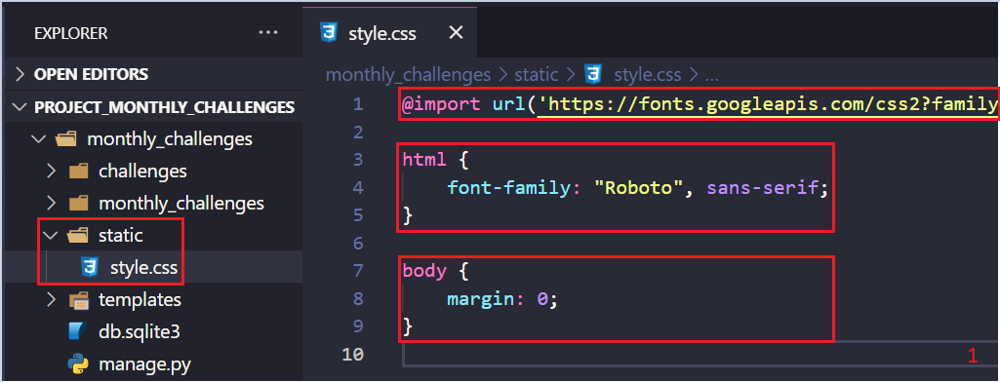 EXPLORER ...
OPEN EDITORS
PROJECT_MONTHLY_CHALLENGES
monthly_challenges
challenges
monthly_challenges
static
style.css
templates
db.sqlite3
manage.py
style.css
monthly_challenges > static > style.css > ...
1 @import url('https://fonts.googleapis.com/css2?family
2
3 html {
4 font-family: "Roboto", sans-serif;
5 }
6
7 body {
8 margin: 0;
9 }
10
1